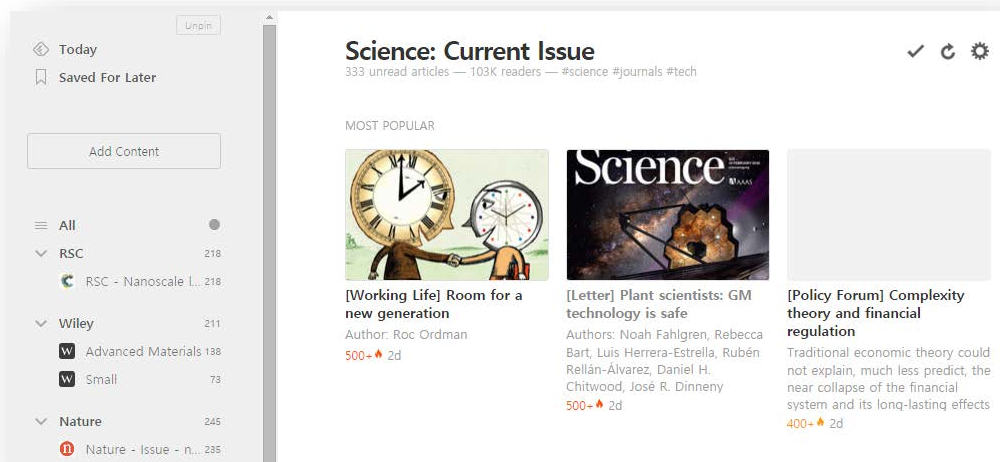 Unpin
Today
Saved For Later
Add Content
All
RSC 218
RSC - Nanoscale l... 218
Wiley 211
Advanced Materials 138
Small 73
Nature 245
Nature - Issue - n... 235
Science: Current Issue
333 unread articles — 103K readers — #science #journals #tech
MOST POPULAR
[Working Life] Room for a
new generation
Author: Roc Ordman
500+ 2d
Science
AAAS
[Letter] Plant scientists: GM
technology is safe
Authors: Noah Fahlgren, Rebecca
Bart, Luis Herrera-Estrella, Rubén
Rellán-Álvarez, Daniel H.
Chitwood, José R. Dinneny
500+ 2d
[Policy Forum] Complexity
theory and financial
regulation
Traditional economic theory could
not explain, much less predict, the
near collapse of the financial
system and its long-lasting effects
400+ 2d